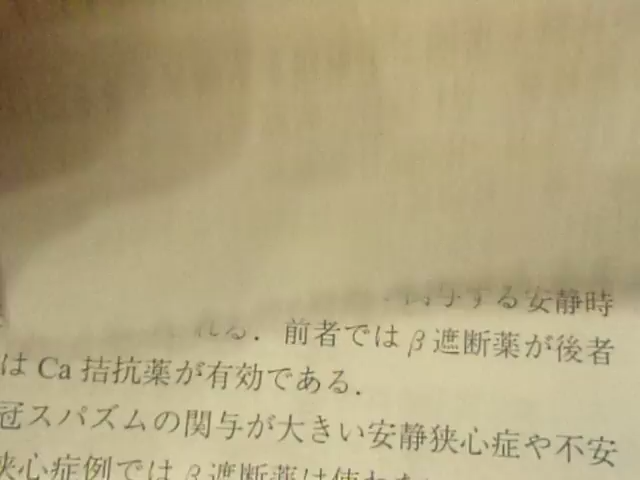 関与する安静時
れる．前者ではβ遮断薬が後者
はCa拮抗薬が有効である．
冠スパズムの関与が大きい安静狭心症や不安
狭心症例ではβ遮断薬は使わ